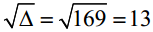 √Δ = √169 = 13